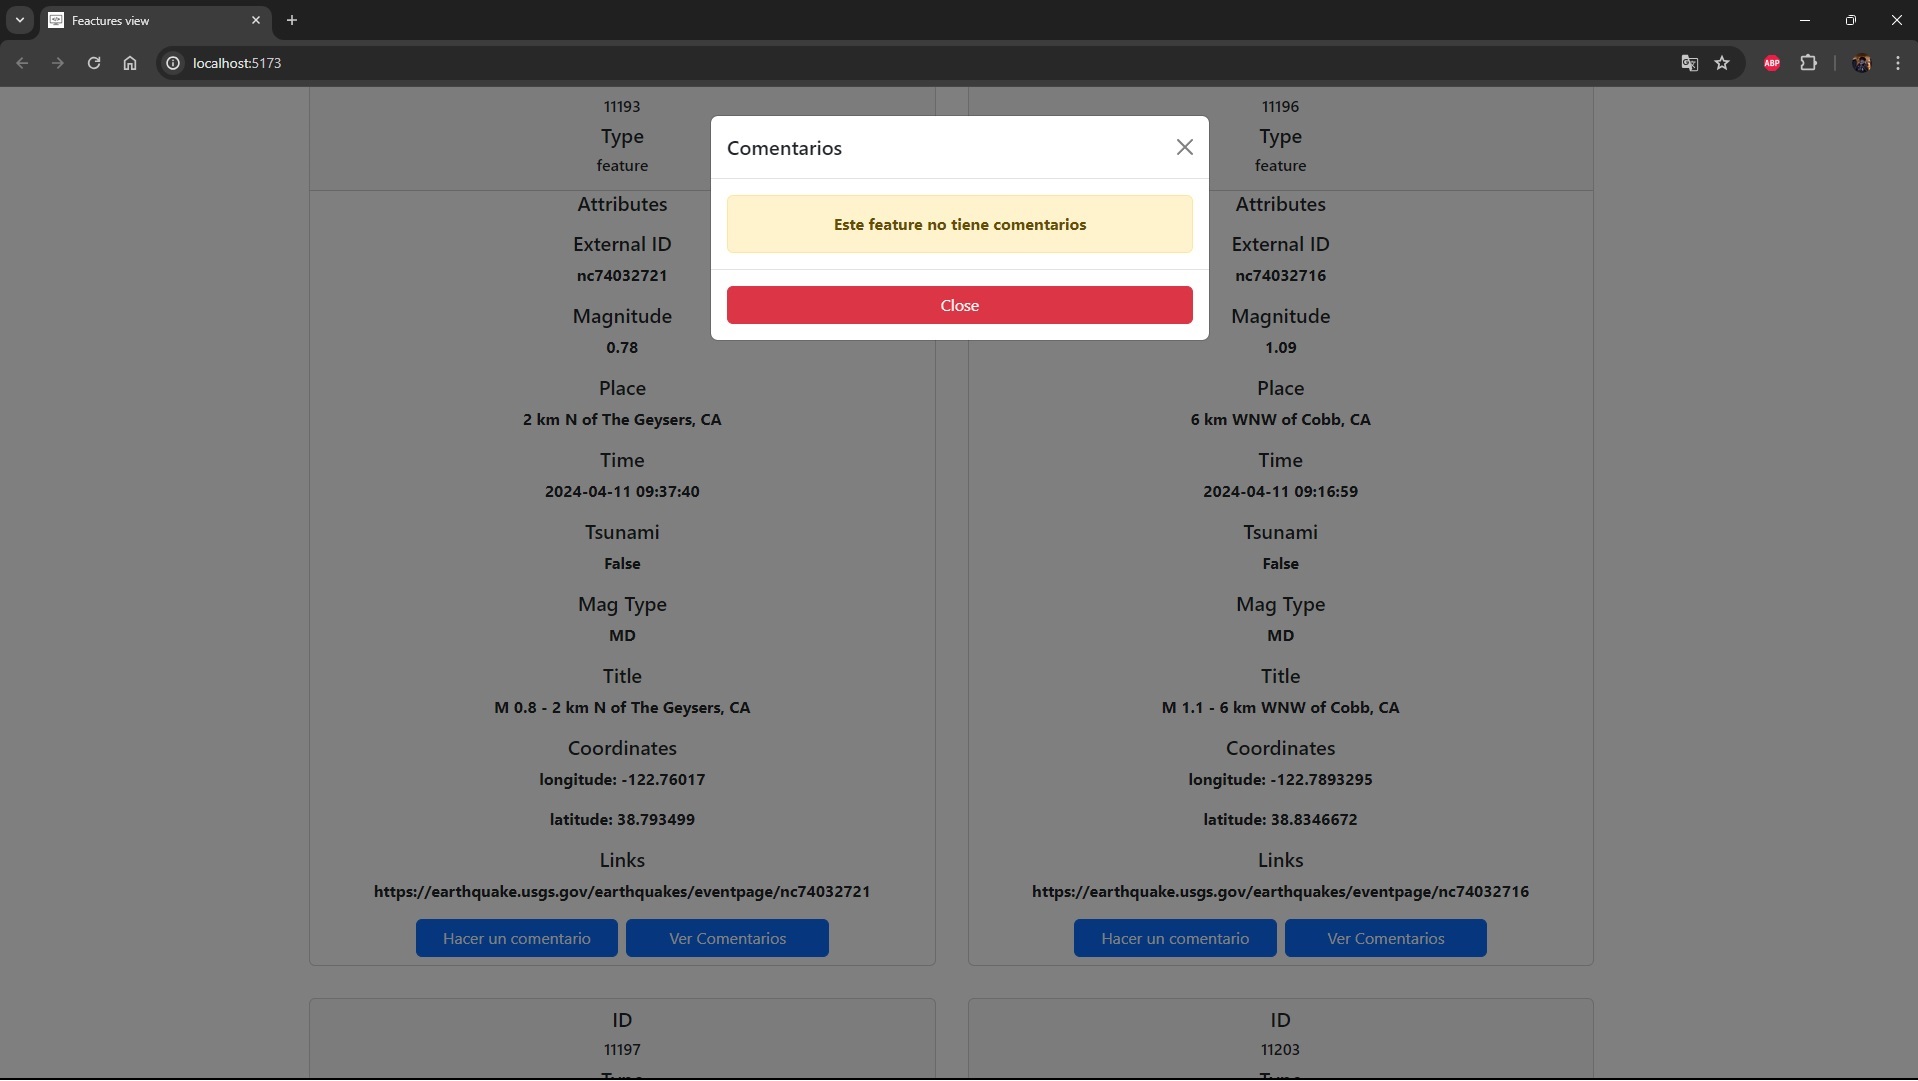 Feactures view
localhost:5173
ABP
Comentarios
Este feature no tiene comentarios
Close
11193
Type
feature
Attributes
External ID
nc74032721
Magnitude
0.78
Place
2 km N of The Geysers, CA
Time
2024-04-11 09:37:40
Tsunami
False
Mag Type
MD
Title
M 0.8 - 2 km N of The Geysers, CA
Coordinates
longitude: -122.76017
latitude: 38.793499
Links
https://earthquake.usgs.gov/earthquakes/eventpage/nc74032721
Hacer un comentario
Ver Comentarios
11196
Type
feature
Attributes
External ID
nc74032716
Magnitude
1.09
Place
6 km WNW of Cobb, CA
Time
2024-04-11 09:16:59
Tsunami
False
Mag Type
MD
Title
M 1.1 - 6 km WNW of Cobb, CA
Coordinates
longitude: -122.7893295
latitude: 38.8346672
Links
https://earthquake.usgs.gov/earthquakes/eventpage/nc74032716
Hacer un comentario
Ver Comentarios
ID
11197
Type
ID
11203
Type